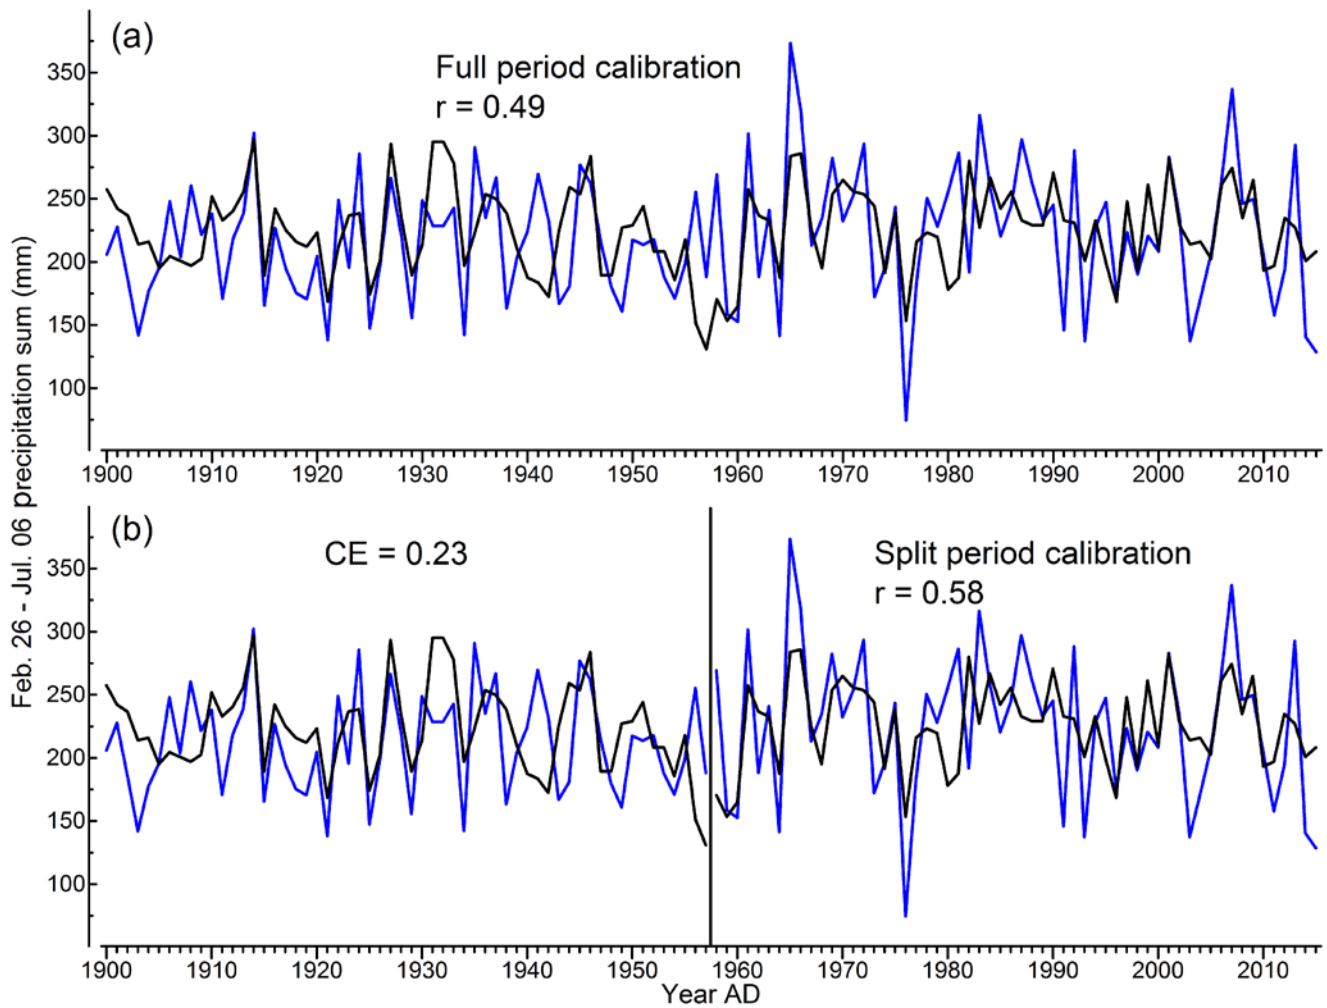 (a)
Full period calibration
r = 0.49
350
300
250
200
150
100
1900 1910 1920 1930 1940 1950 1960 1970 1980 1990 2000 2010
Feb. 26 - Jul. 06 precipitation sum (mm)
(b)
CE = 0.23
Split period calibration
r = 0.58
350
300
250
200
150
100
1900 1910 1920 1930 1940 1950 1960 1970 1980 1990 2000 2010
Year AD